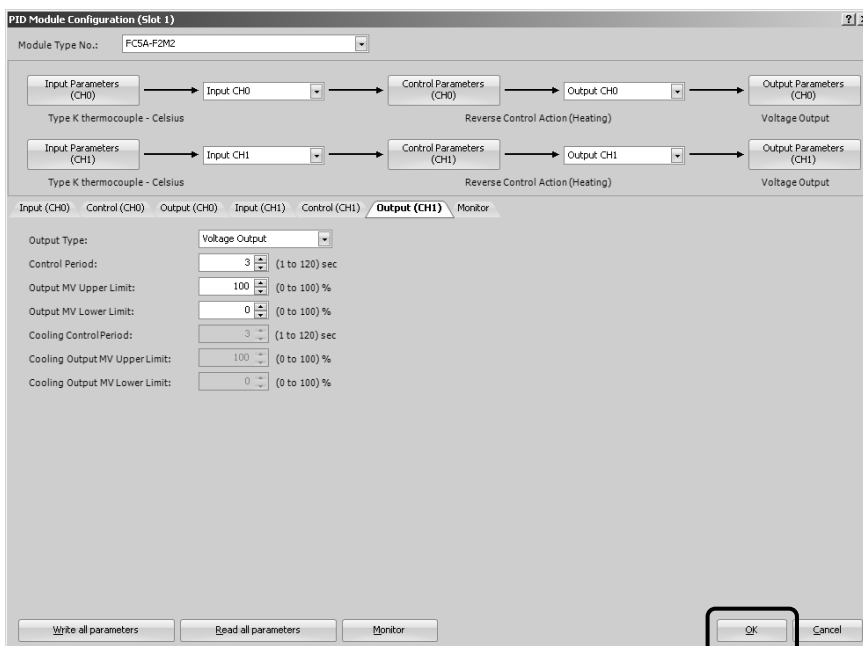 PID Module Configuration (Slot 1)
Module Type No.: FC5A-F2M2
Input Parameters (CH0) Input CH0 Control Parameters (CH0) Output CH0 Output Parameters (CH0)
Type K thermocouple - Celsius Reverse Control Action (Heating) Voltage Output
Input Parameters (CH1) Input CH1 Control Parameters (CH1) Output CH1 Output Parameters (CH1)
Type K thermocouple - Celsius Reverse Control Action (Heating) Voltage Output
Input (CH0) Control (CH0) Output (CH0) Input (CH1) Control (CH1) Output (CH1) Monitor
Output Type: Voltage Output
Control Period: 3 (1 to 120) sec
Output MV Upper Limit: 100 (0 to 100) %
Output MV Lower Limit: 0 (0 to 100) %
Cooling Control Period: 3 (1 to 120) sec
Cooling Output MV Upper Limit: 100 (0 to 100) %
Cooling Output MV Lower Limit: 0 (0 to 100) %
Write all parameters Read all parameters Monitor OK Cancel